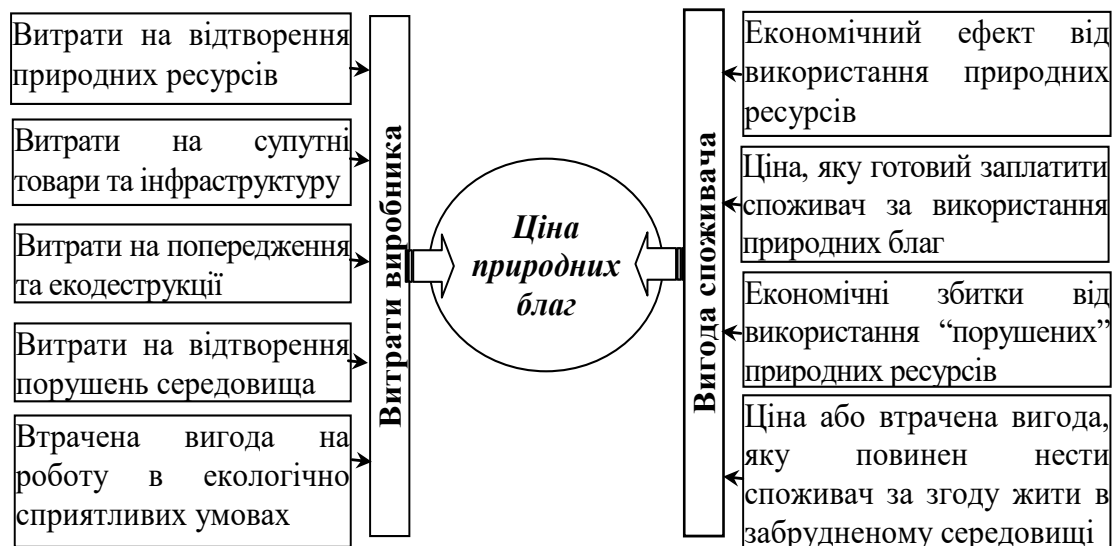 Витрати на відтворення
природних ресурсів
Витрати на супутні
товари та інфраструктуру
Витрати на попередження
та екодеструкції
Витрати на відтворення
порушень середовища
Втрачена вигода на
роботу в екологічно
сприятливих умовах
Витрати виробника
Ціна
природних
благ
Вигода споживача
Економічний ефект від
використання природних
ресурсів
Ціна, яку готовий заплатити
споживач за використання
природних благ
Економічні збитки від
використання “порушених”
природних ресурсів
Ціна або втрачена вигода,
яку повинен нести
споживач за згоду жити в
забрудненому середовищі